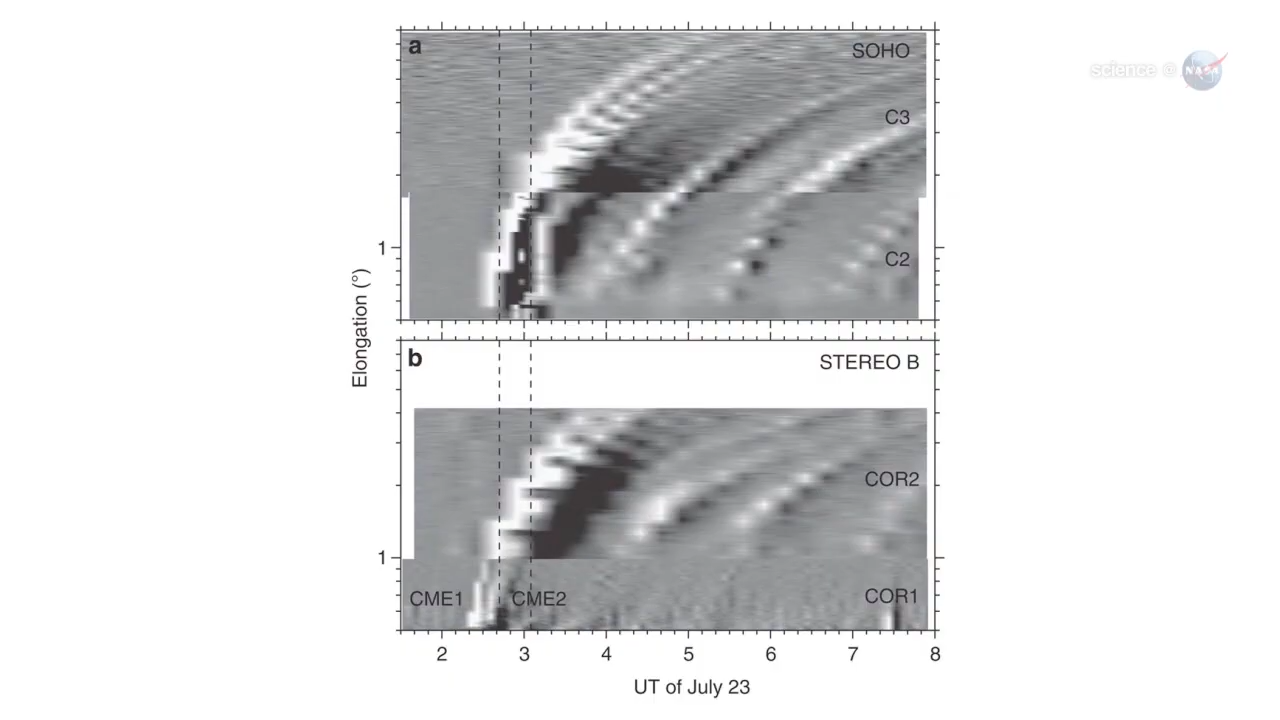 a
SOHO
science @ NASA
C3
1
C2
Elongation (°)
b
STEREO B
COR2
1
CME1
CME2
COR1
2 3 4 5 6 7 8
UT of July 23